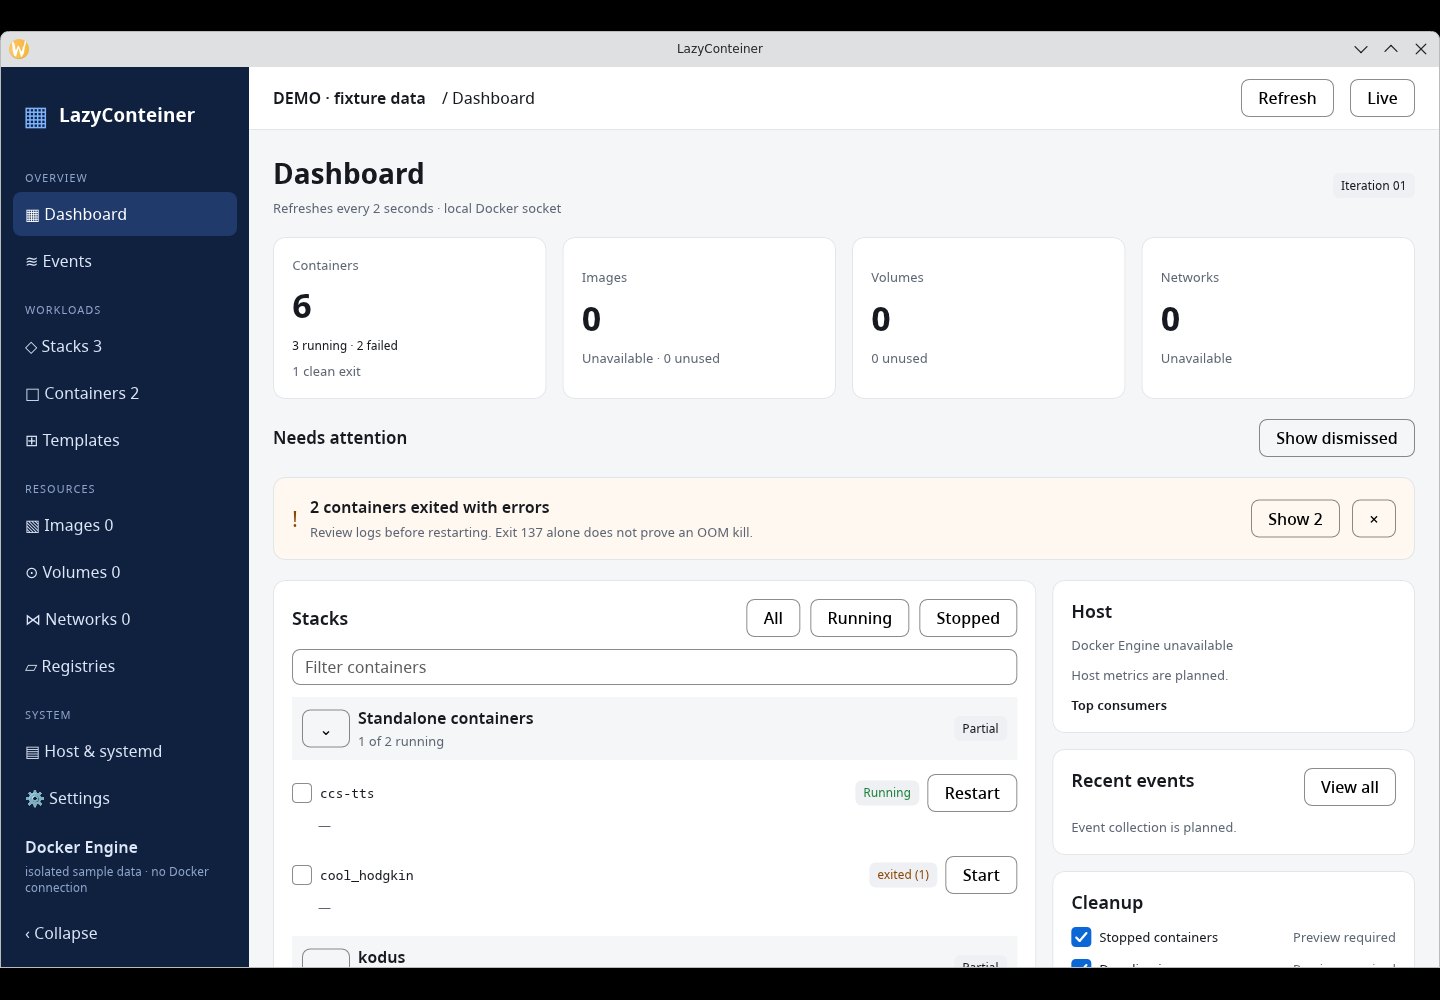 LazyConteiner
LazyConteiner
OVERVIEW
Dashboard
Events
WORKLOADS
Stacks 3
Containers 2
Templates
RESOURCES
Images 0
Volumes 0
Networks 0
Registries
SYSTEM
Host & systemd
Settings
Docker Engine
isolated sample data · no Docker
connection
‹ Collapse
DEMO · fixture data / Dashboard
Refresh
Live
Dashboard
Refreshes every 2 seconds · local Docker socket
Iteration 01
Containers
6
3 running · 2 failed
1 clean exit
Images
0
Unavailable · 0 unused
Volumes
0
0 unused
Networks
0
Unavailable
Needs attention
Show dismissed
!
2 containers exited with errors
Review logs before restarting. Exit 137 alone does not prove an OOM kill.
Show 2
×
Stacks
All
Running
Stopped
Filter containers
Standalone containers
1 of 2 running
Partial
ccs-tts
Running
Restart
—
cool_hodgkin
exited (1)
Start
—
kodus
Partial
Host
Docker Engine unavailable
Host metrics are planned.
Top consumers
Recent events
View all
Event collection is planned.
Cleanup
Stopped containers
Preview required